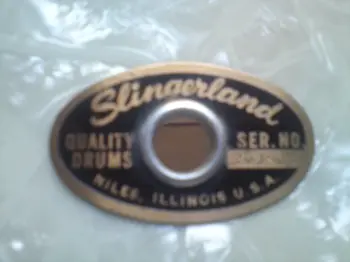 Slingerland
QUALITY
DRUMS
SER. NO.
NILES, ILLINOIS U.S.A.